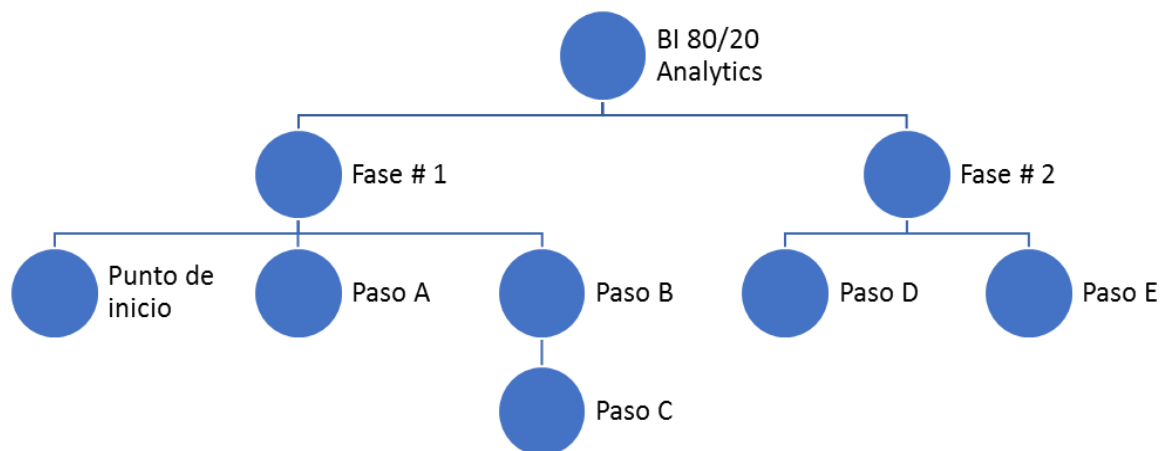 BI 80/20
Analytics
Fase # 1
Fase # 2
Punto de
inicio
Paso A
Paso B
Paso D
Paso E
Paso C